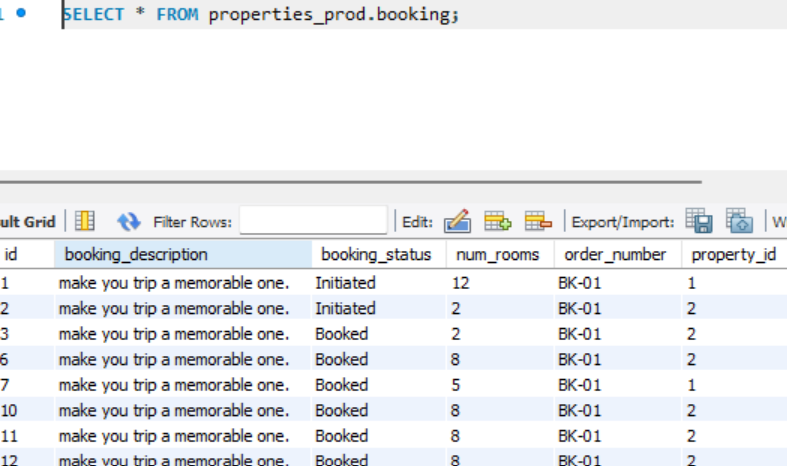 1 SELECT * FROM properties_prod.booking;
ult Grid Filter Rows: Edit: Export/Import: W
id booking_description booking_status num_rooms order_number property_id
1 make you trip a memorable one. Initiated 12 BK-01 1
2 make you trip a memorable one. Initiated 2 BK-01 2
3 make you trip a memorable one. Booked 2 BK-01 2
6 make you trip a memorable one. Booked 8 BK-01 2
7 make you trip a memorable one. Booked 5 BK-01 1
10 make you trip a memorable one. Booked 8 BK-01 2
11 make you trip a memorable one. Booked 8 BK-01 2
12 make you trip a memorable one. Booked 8 BK-01 2